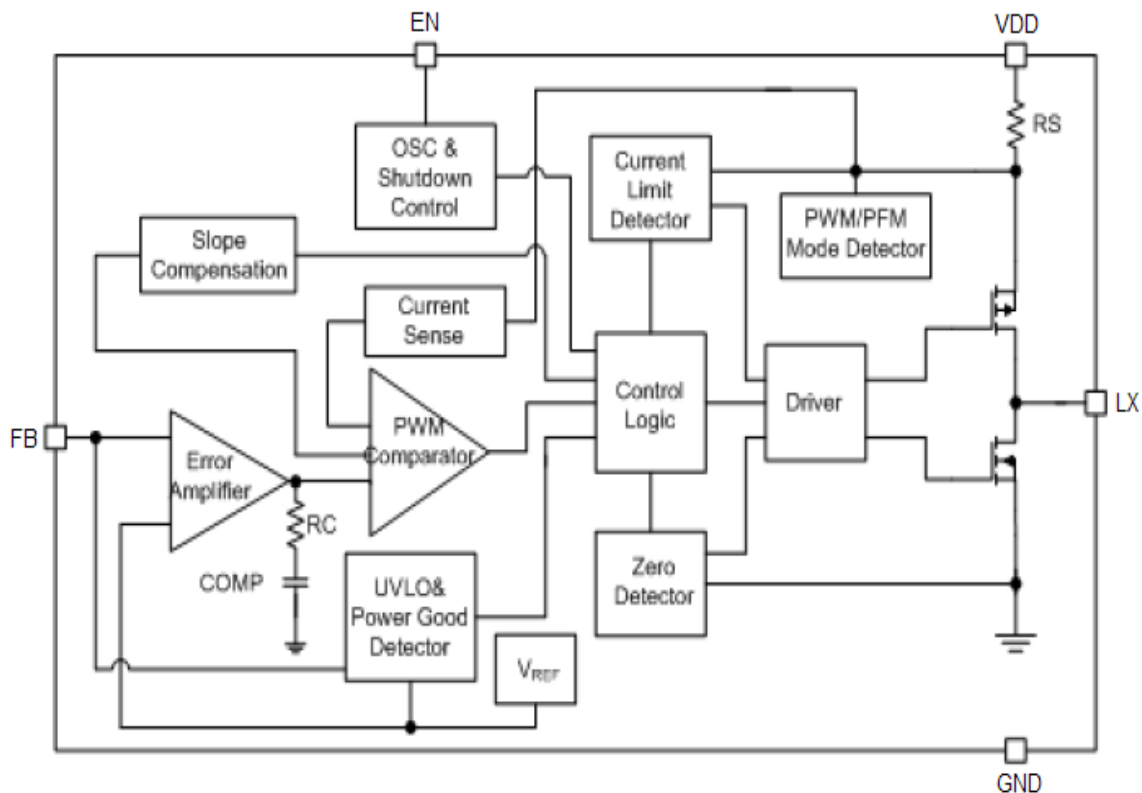 EN
VDD
RS
OSC &
Shutdown
Control
Current
Limit
Detector
PWM/PFM
Mode Detector
Slope
Compensation
Current
Sense
Control
Logic
Driver
LX
FB
PWM
Comparator
Error
Amplifier
RC
COMP
UVLO&
Power Good
Detector
Zero
Detector
VREF
GND